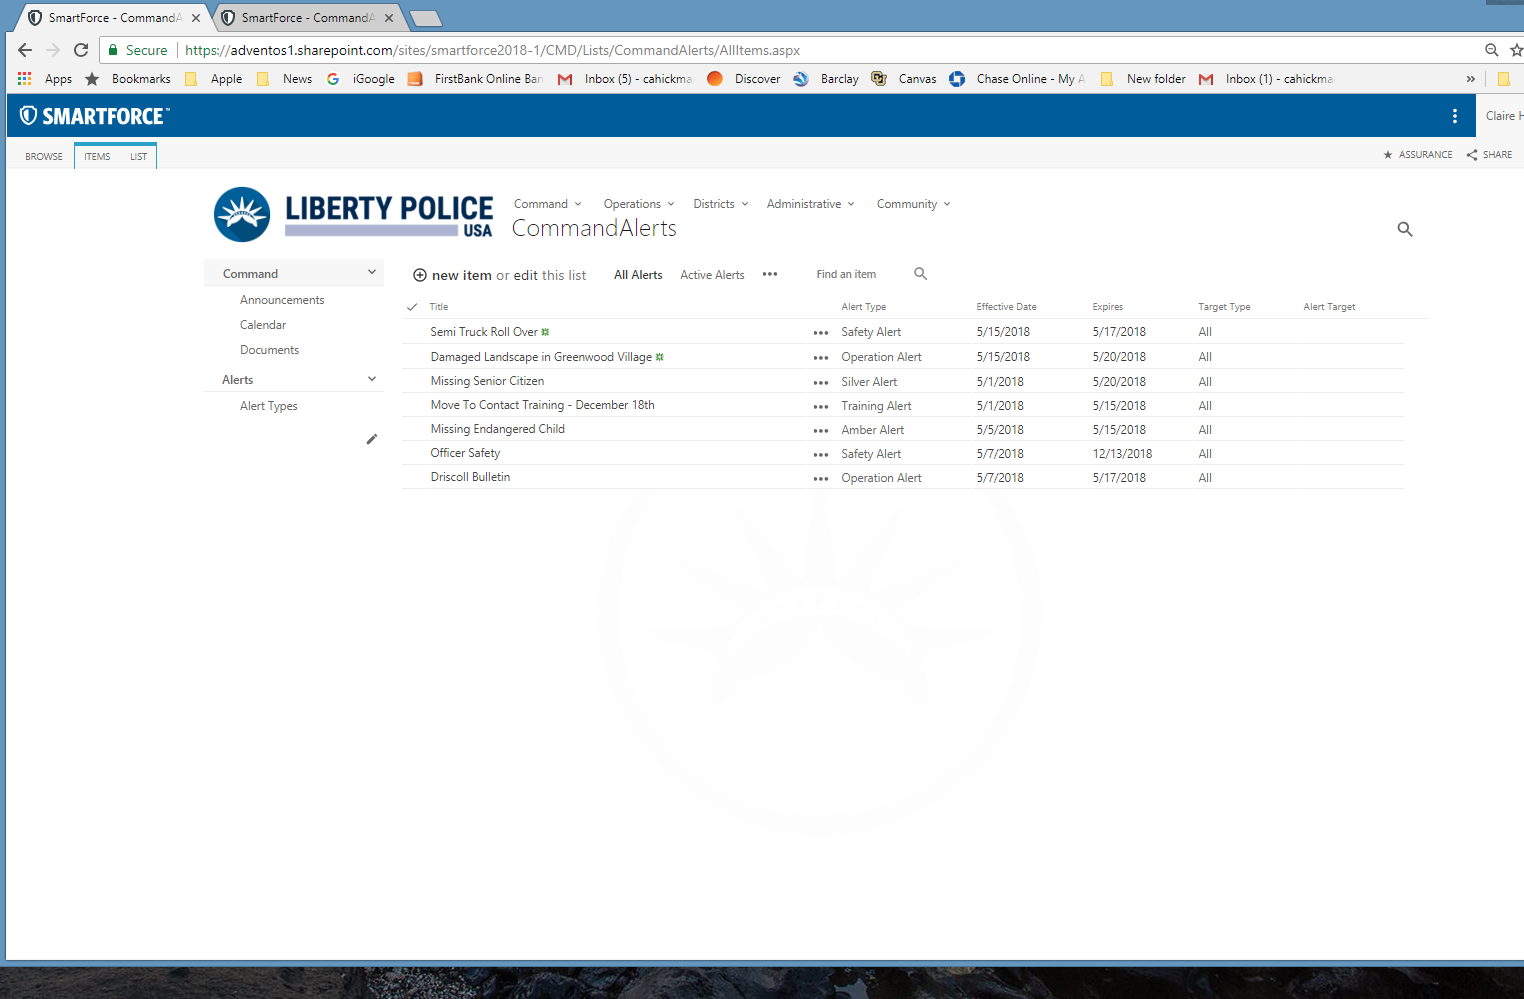 SmartForce - CommandA SmartForce - CommandA
Secure https://adventos1.sharepoint.com/sites/smartforce2018-1/CMD/Lists/CommandAlerts/AllItems.aspx
Apps Bookmarks Apple News iGoogle FirstBank Online Ban Inbox (5) - cahickma Discover Barclay Canvas Chase Online - My A New folder Inbox (1) - cahickma »
SMARTFORCE™ Claire H
BROWSE ITEMS LIST ASSURANCE SHARE
LIBERTY POLICE
USA
Command Operations Districts Administrative Community
CommandAlerts
Command
Announcements
Calendar
Documents
Alerts
Alert Types
new item or edit this list All Alerts Active Alerts ••• Find an item
Title Alert Type Effective Date Expires Target Type Alert Target
Semi Truck Roll Over ••• Safety Alert 5/15/2018 5/17/2018 All
Damaged Landscape in Greenwood Village ••• Operation Alert 5/15/2018 5/20/2018 All
Missing Senior Citizen ••• Silver Alert 5/1/2018 5/20/2018 All
Move To Contact Training - December 18th ••• Training Alert 5/1/2018 5/15/2018 All
Missing Endangered Child ••• Amber Alert 5/5/2018 5/15/2018 All
Officer Safety ••• Safety Alert 5/7/2018 12/13/2018 All
Driscoll Bulletin ••• Operation Alert 5/7/2018 5/17/2018 All